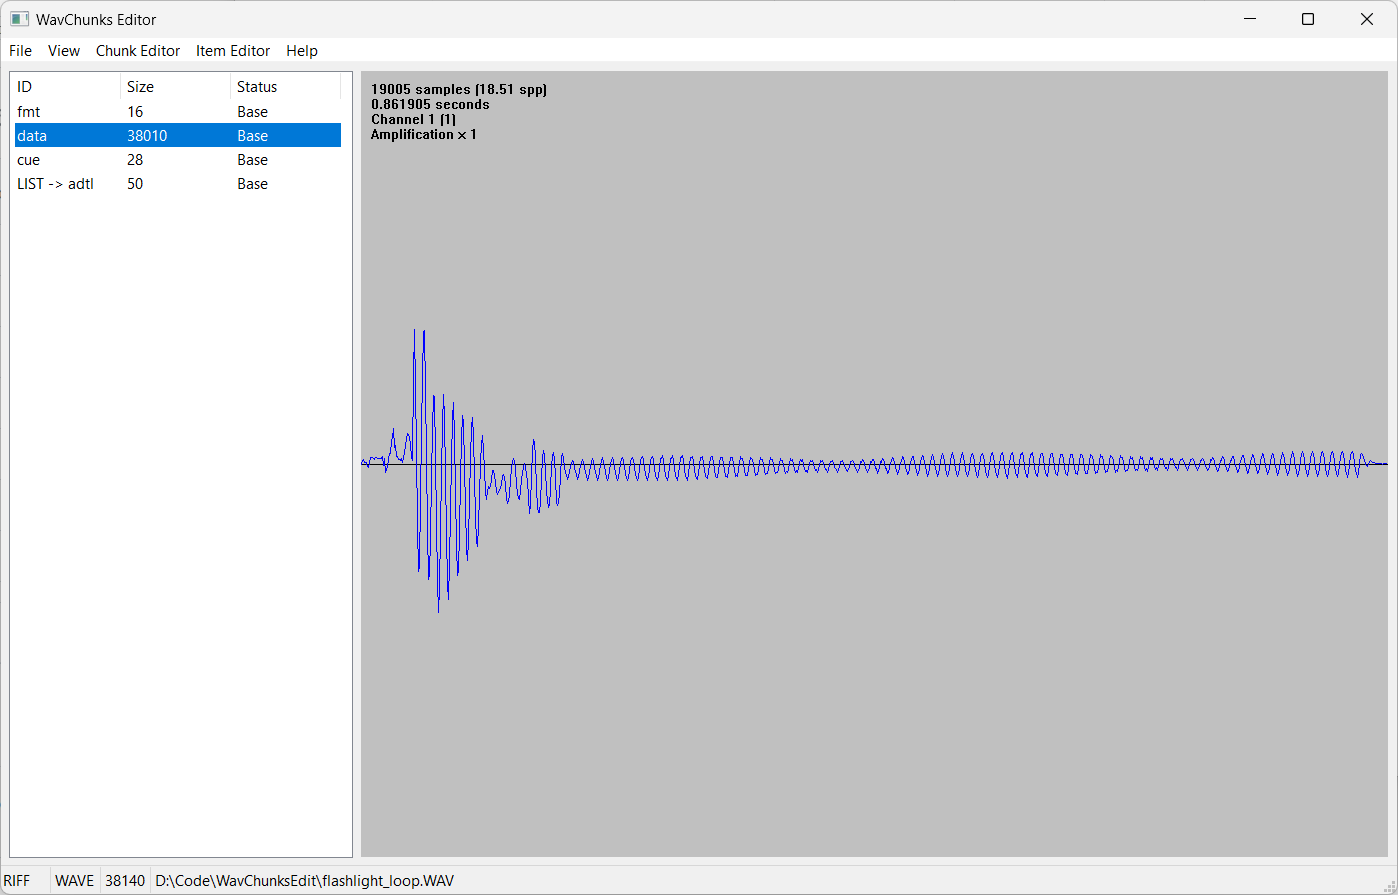 WavChunks Editor
File View Chunk Editor Item Editor Help
ID Size Status
fmt 16 Base
data 38010 Base
cue 28 Base
LIST -> adtl 50 Base
19005 samples (18.51 spp)
0.861905 seconds
Channel 1 (1)
Amplification x 1
RIFF WAVE 38140 D:\Code\WavChunksEdit\flashlight_loop.WAV